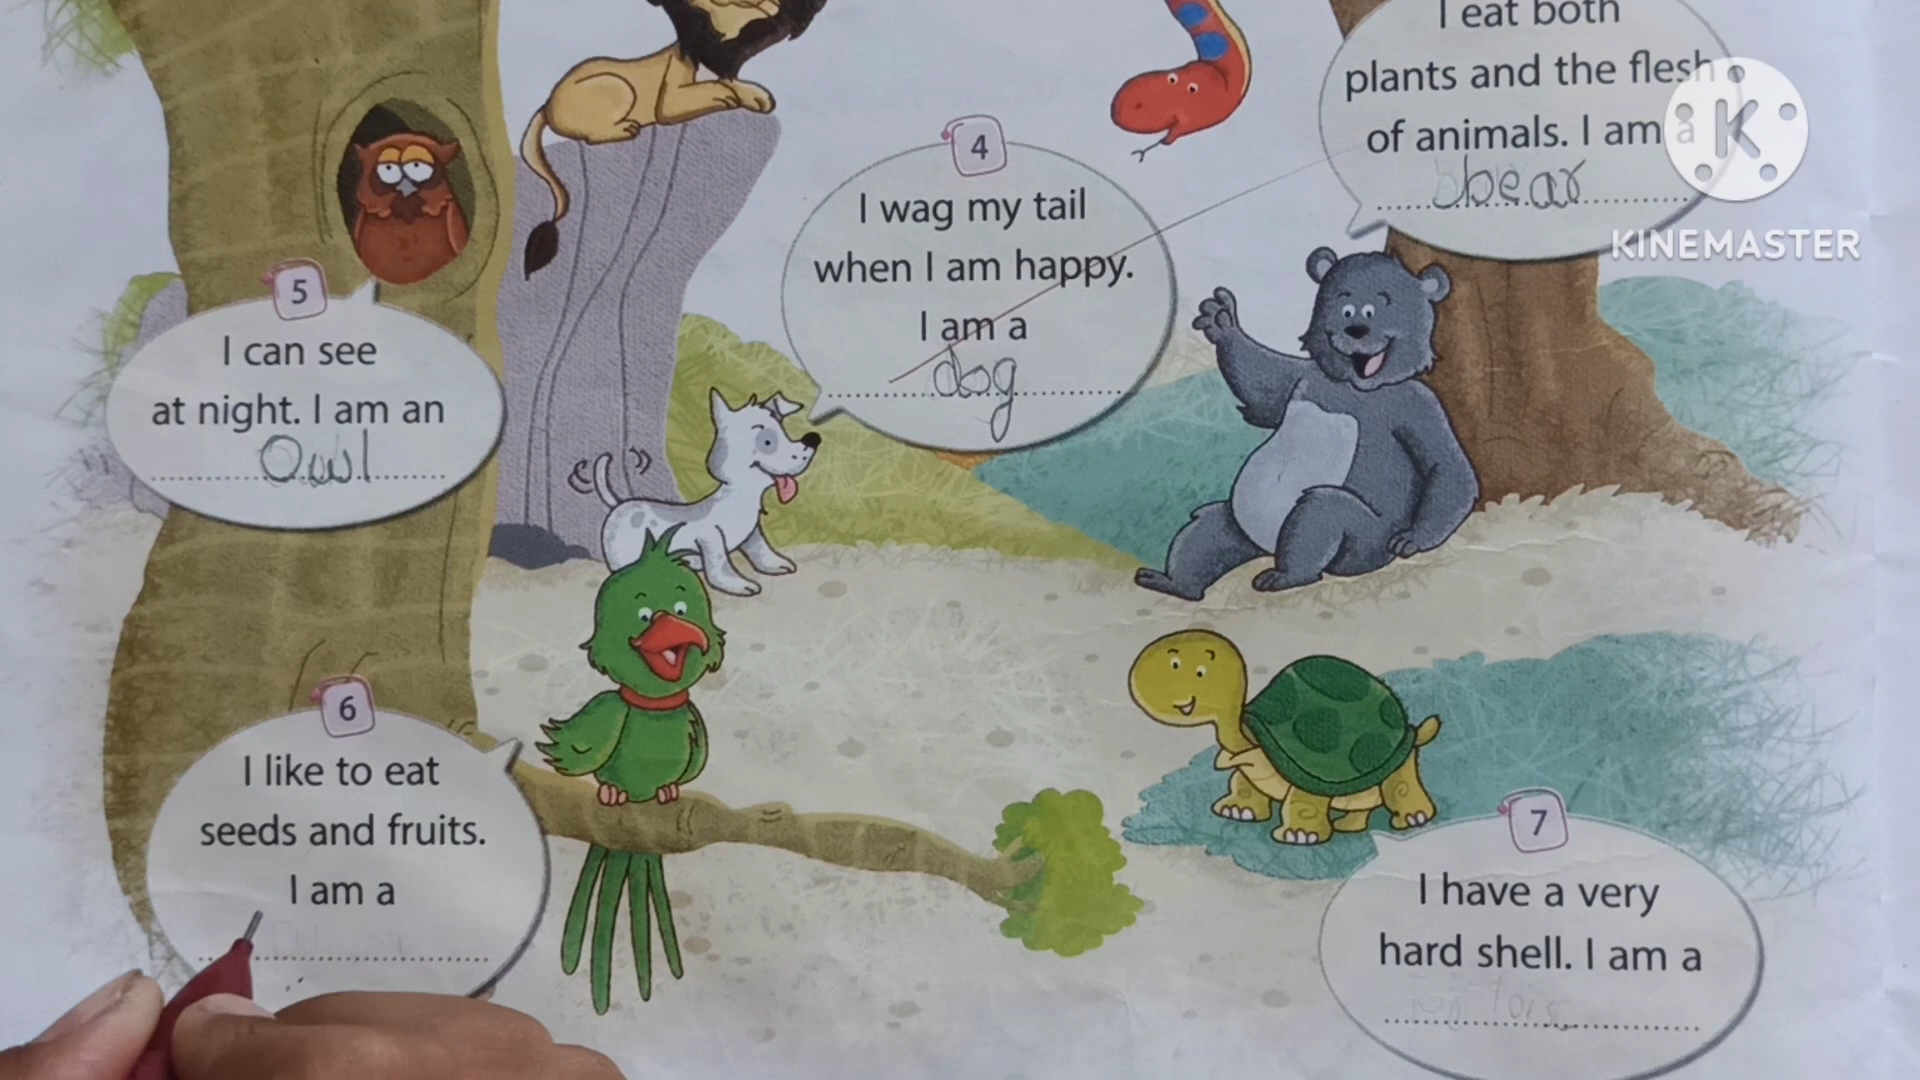 I eat both
plants and the flesh
of animals. I am a
bear
K
KINEMASTER
4
I wag my tail
when I am happy.
I am a
dog
5
I can see
at night. I am an
Owl
6
I like to eat
seeds and fruits.
I am a
7
I have a very
hard shell. I am a